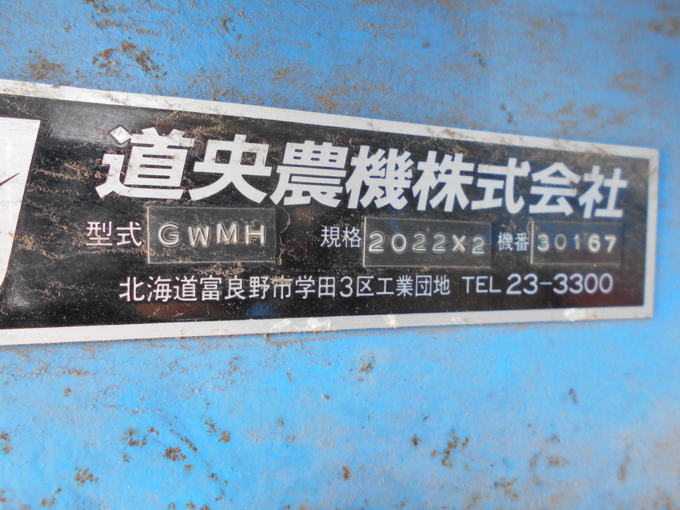 道央農機株式会社
型式 GWMH 規格 2022X2 機番 30167
北海道富良野市学田3区工業団地 TEL 23-3300